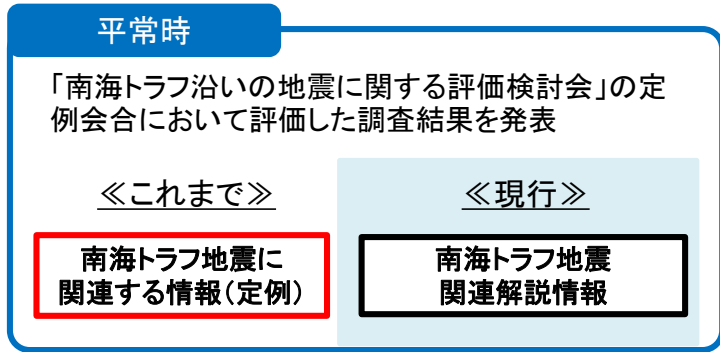 平常時
「南海トラフ沿いの地震に関する評価検討会」の定
例会合において評価した調査結果を発表
≪これまで≫
≪現行≫
南海トラフ地震に
関連する情報(定例)
南海トラフ地震
関連解説情報